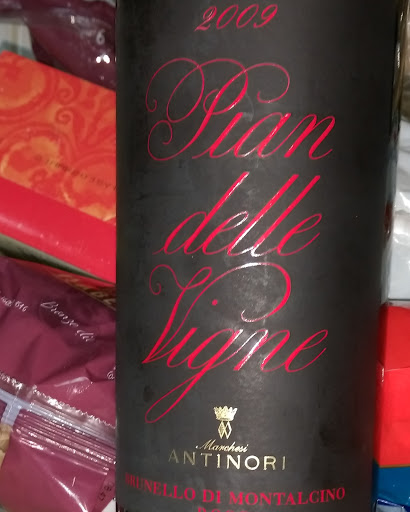 2009
Pian
delle
Vigne
Marchesi
ANTINORI
BRUNELLO DI MONTALCINO